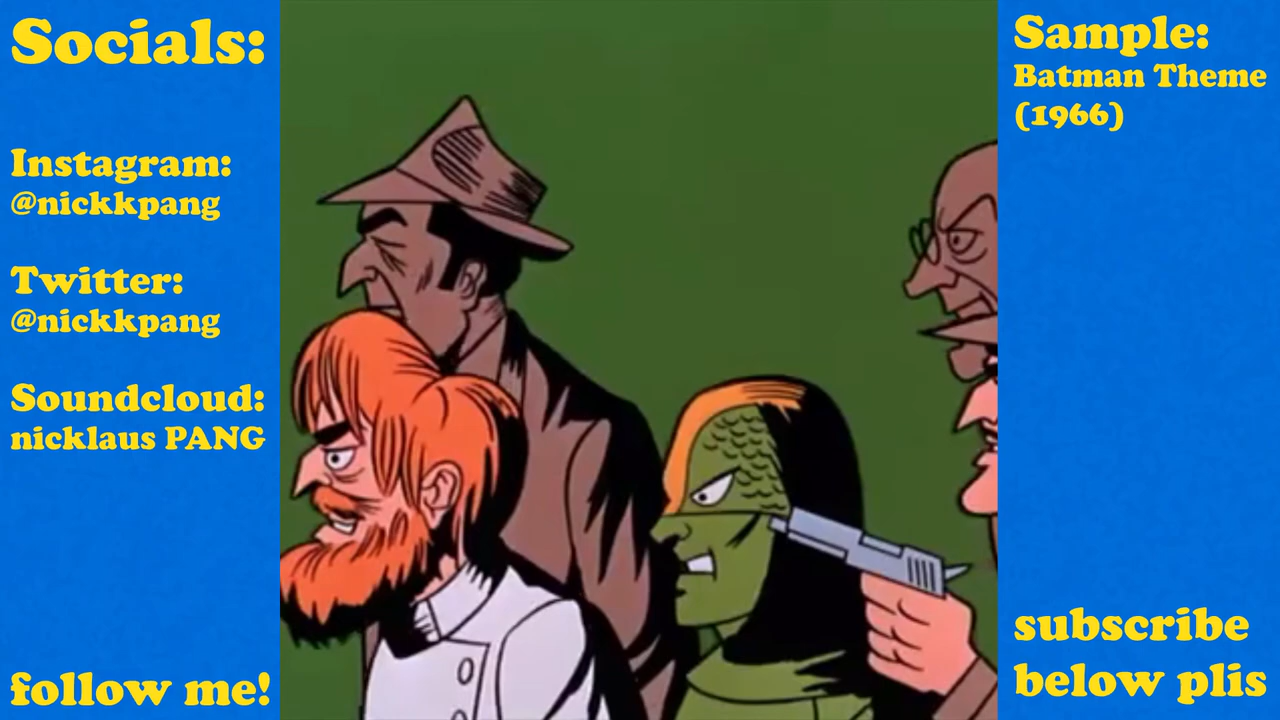 Socials:
Instagram:
@nickkpang
Twitter:
@nickkpang
Soundcloud:
nicklaus PANG
follow me!
Sample:
Batman Theme
(1966)
subscribe
below plis